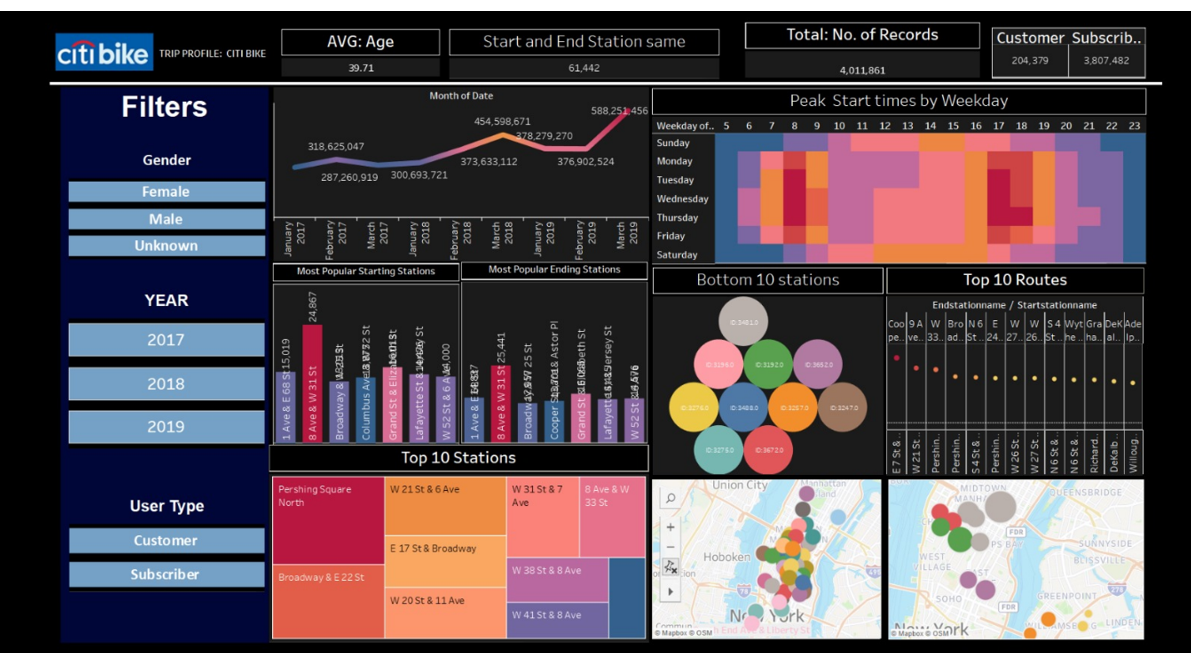 citi bike
TRIP PROFILE: CITI BIKE
AVG: Age
39.71
Start and End Station same
61,442
Total: No. of Records
4,011,861
Customer Subscrib..
204,379 3,807,482
Filters
Gender
Female
Male
Unknown
YEAR
2017
2018
2019
User Type
Customer
Subscriber
Month of Date
318,625,047
287,260,919
300,693,721
373,633,112
454,598,671
378,279,270
376,902,524
588,251,456
January 2017
February 2017
March 2017
January 2018
February 2018
March 2018
January 2019
February 2019
March 2019
Peak Start times by Weekday
Weekday of.. 5 6 7 8 9 10 11 12 13 14 15 16 17 18 19 20 21 22 23
Sunday
Monday
Tuesday
Wednesday
Thursday
Friday
Saturday
Most Popular Starting Stations
1 Ave & E 68 St 15,019
8 Ave & W 31 St 24,867
Broadway & W
Columbus Ave & W 72 St
Grand St & Elizabeth St
Lafayette St & Jersey St
W 52 St & 6 Ave 14,000
Most Popular Ending Stations
1 Ave & E 68 St
8 Ave & W 31 St 25,441
Broadway & W 25 St
Cooper Square & Astor Pl
Grand St & Elizabeth St
Lafayette St & Jersey St
W 52 St & 6 Ave
Bottom 10 stations
ID:3481.0
ID:3296.0
ID:3192.0
ID:3652.0
ID:3276.0
ID:3488.0
ID:3257.0
ID:3247.0
ID:3275.0
ID:3672.0
Top 10 Routes
Endstationname / Startstationname
Coo 9 A W Bro N 6 E W W S 4 Wyt Gra DeK Ade
pe.. ve.. 33.. ad.. St .. 24.. 27.. 26.. St .. he .. ha.. al.. lp..
E 7 St & ..
W 21 St ..
Pershin..
Pershin..
S 4 St & ..
Pershin..
W 26 St ..
W 27 St ..
N 6 St & ..
N 6 St & ..
Richard..
DeKalb ..
Willoug..
Top 10 Stations
Pershing Square
North
Broadway & E 22 St
W 21 St & 6 Ave
E 17 St & Broadway
W 20 St & 11 Ave
W 31 St & 7
Ave
8 Ave & W
33 St
W 38 St & 8 Ave
W 41 St & 8 Ave
Union City
Manhattan
Hoboken
78
495
© Mapbox © OSM
MIDTOWN
QUEENSBRIDGE
FDR
SUNNYSIDE
BLISSVILLE
WEST
VILLAGE
SOHO
FDR
GREENPOINT
278
LINDEN
New York
© Mapbox © OSM